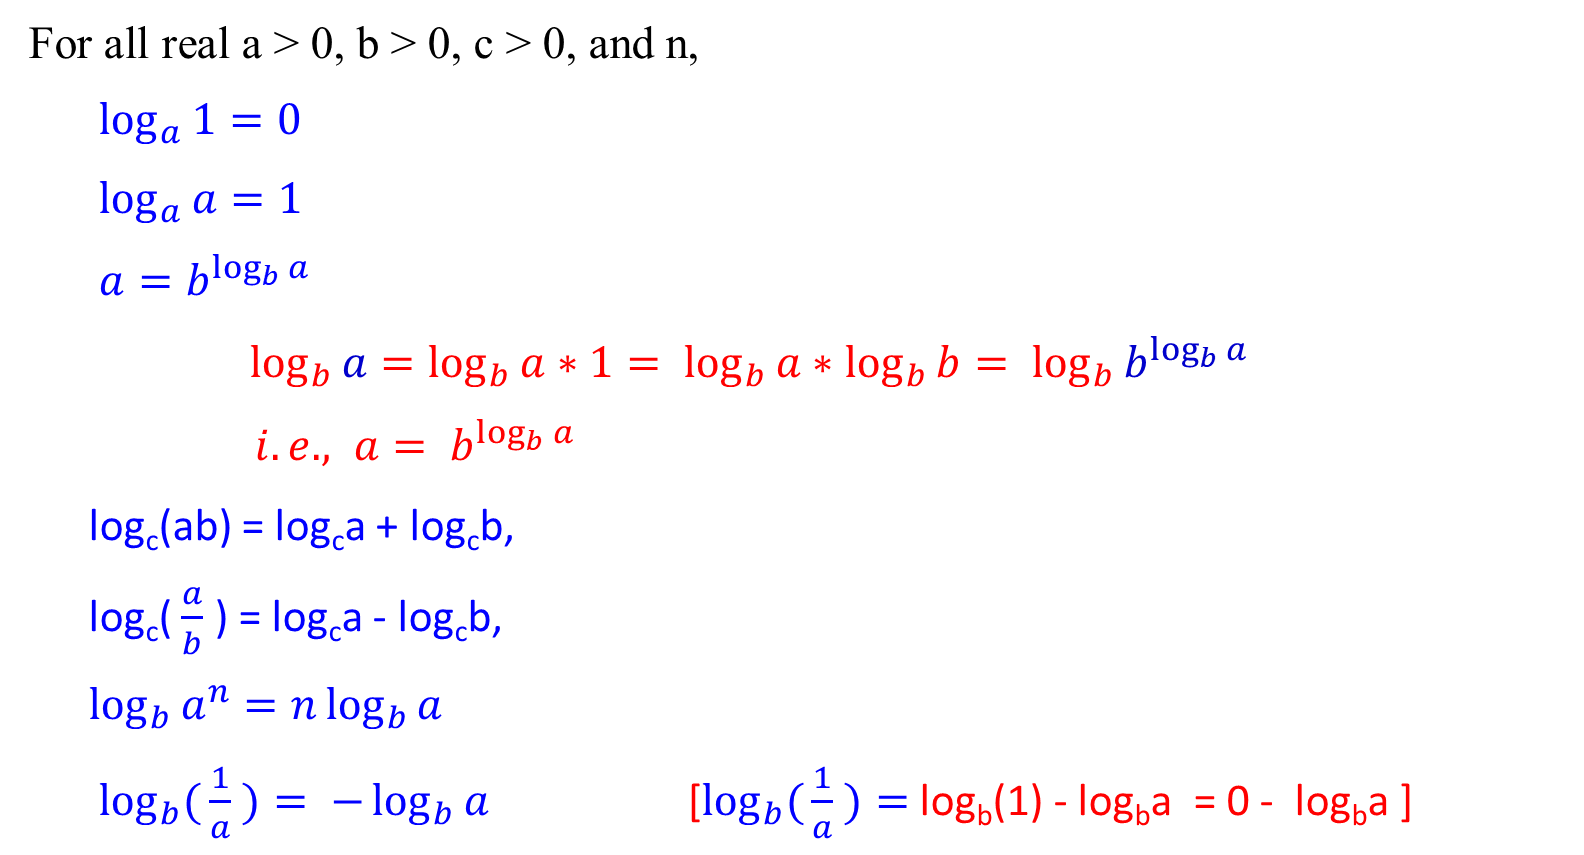 For all real a > 0, b > 0, c > 0, and n,
logₐ 1 = 0
logₐ a = 1
a = b^{log_b a}
log_b a = log_b a ∗ 1 = log_b a ∗ log_b b = log_b b^{log_b a}
i.e., a = b^{log_b a}
log_c(ab) = log_c a + log_c b,
log_c(a/b) = log_c a - log_c b,
log_b a^n = n log_b a
log_b(1/a) = − log_b a [log_b(1/a) = log_b(1) - log_b a = 0 - log_b a ]